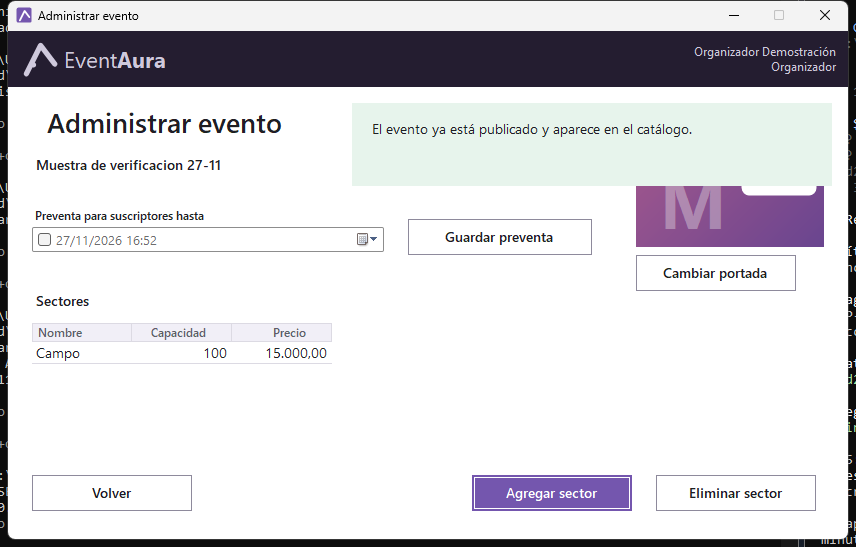 Administrar evento
EventAura
Organizador Demostración
Organizador
Administrar evento
El evento ya está publicado y aparece en el catálogo.
Muestra de verificacion 27-11
M
Preventa para suscriptores hasta
27/11/2026 16:52
Guardar preventa
Cambiar portada
Sectores
Nombre Capacidad Precio
Campo 100 15.000,00
Volver
Agregar sector
Eliminar sector